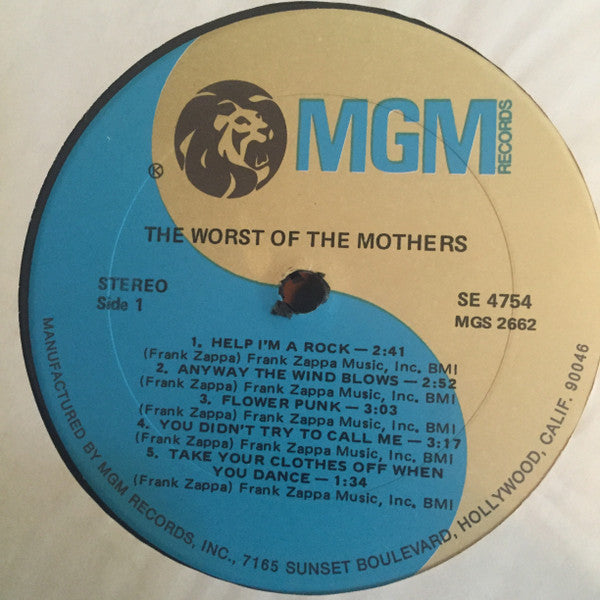 MGM
RECORDS
®
THE WORST OF THE MOTHERS
STEREO
Side 1
SE 4754
MGS 2662
1. HELP I'M A ROCK — 2:41
(Frank Zappa) Frank Zappa Music, Inc. BMI
2. ANYWAY THE WIND BLOWS — 2:52
(Frank Zappa) Frank Zappa Music, Inc. BMI
3. FLOWER PUNK — 3:03
(Frank Zappa) Frank Zappa Music, Inc. BMI
4. YOU DIDN'T TRY TO CALL ME — 3:17
(Frank Zappa) Frank Zappa Music, Inc. BMI
5. TAKE YOUR CLOTHES OFF WHEN
YOU DANCE — 1:34
(Frank Zappa) Frank Zappa Music, Inc. BMI
MANUFACTURED BY MGM RECORDS, INC., 7165 SUNSET BOULEVARD, HOLLYWOOD, CALIF. 90046